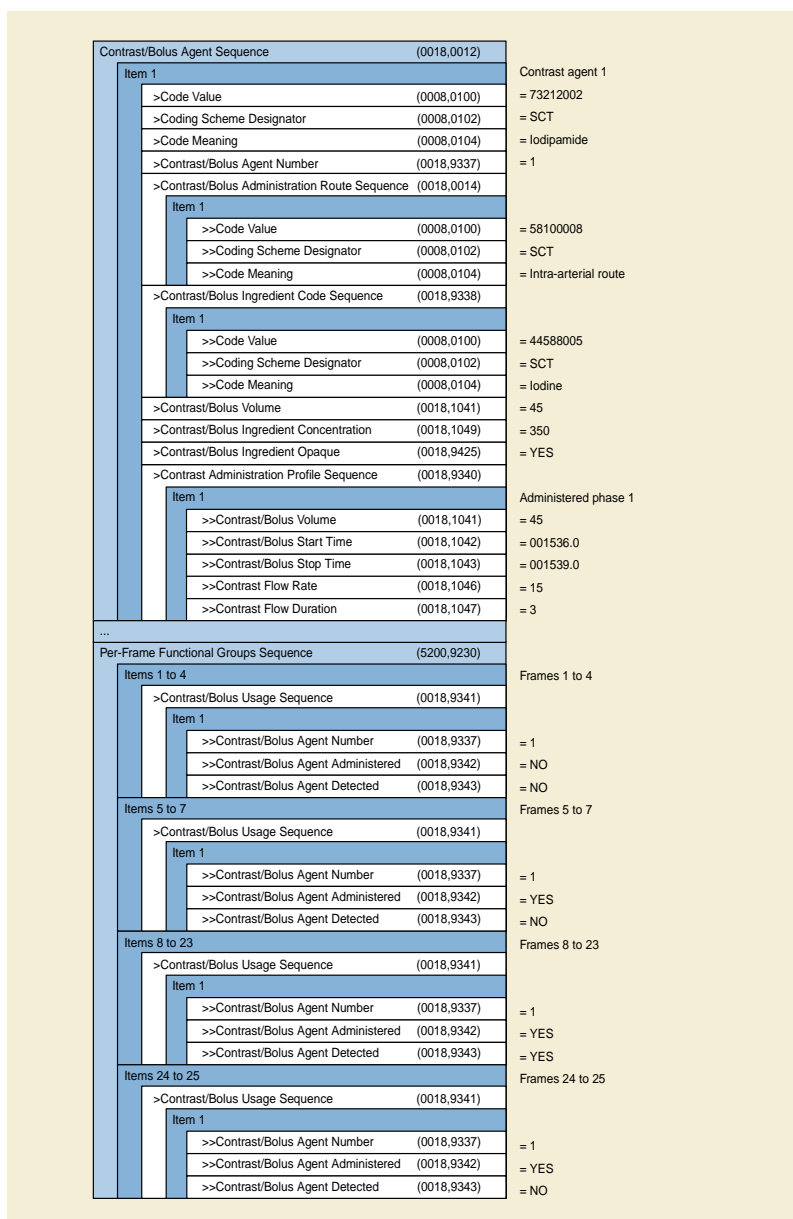 Contrast/Bolus Agent Sequence (0018,0012)
Item 1 Contrast agent 1
>Code Value (0008,0100) = 73212002
>Coding Scheme Designator (0008,0102) = SCT
>Code Meaning (0008,0104) = Iodipamide
>Contrast/Bolus Agent Number (0018,9337) = 1
>Contrast/Bolus Administration Route Sequence (0018,0014)
Item 1
>>Code Value (0008,0100) = 58100008
>>Coding Scheme Designator (0008,0102) = SCT
>>Code Meaning (0008,0104) = Intra-arterial route
>Contrast/Bolus Ingredient Code Sequence (0018,9338)
Item 1
>>Code Value (0008,0100) = 44588005
>>Coding Scheme Designator (0008,0102) = SCT
>>Code Meaning (0008,0104) = Iodine
>Contrast/Bolus Volume (0018,1041) = 45
>Contrast/Bolus Ingredient Concentration (0018,1049) = 350
>Contrast/Bolus Ingredient Opaque (0018,9425) = YES
>Contrast Administration Profile Sequence (0018,9340)
Item 1 Administered phase 1
>>Contrast/Bolus Volume (0018,1041) = 45
>>Contrast/Bolus Start Time (0018,1042) = 001536.0
>>Contrast/Bolus Stop Time (0018,1043) = 001539.0
>>Contrast Flow Rate (0018,1046) = 15
>>Contrast Flow Duration (0018,1047) = 3
...
Per-Frame Functional Groups Sequence (5200,9230)
Items 1 to 4 Frames 1 to 4
>Contrast/Bolus Usage Sequence (0018,9341)
Item 1
>>Contrast/Bolus Agent Number (0018,9337) = 1
>>Contrast/Bolus Agent Administered (0018,9342) = NO
>>Contrast/Bolus Agent Detected (0018,9343) = NO
Items 5 to 7 Frames 5 to 7
>Contrast/Bolus Usage Sequence (0018,9341)
Item 1
>>Contrast/Bolus Agent Number (0018,9337) = 1
>>Contrast/Bolus Agent Administered (0018,9342) = YES
>>Contrast/Bolus Agent Detected (0018,9343) = NO
Items 8 to 23 Frames 8 to 23
>Contrast/Bolus Usage Sequence (0018,9341)
Item 1
>>Contrast/Bolus Agent Number (0018,9337) = 1
>>Contrast/Bolus Agent Administered (0018,9342) = YES
>>Contrast/Bolus Agent Detected (0018,9343) = YES
Items 24 to 25 Frames 24 to 25
>Contrast/Bolus Usage Sequence (0018,9341)
Item 1
>>Contrast/Bolus Agent Number (0018,9337) = 1
>>Contrast/Bolus Agent Administered (0018,9342) = YES
>>Contrast/Bolus Agent Detected (0018,9343) = NO